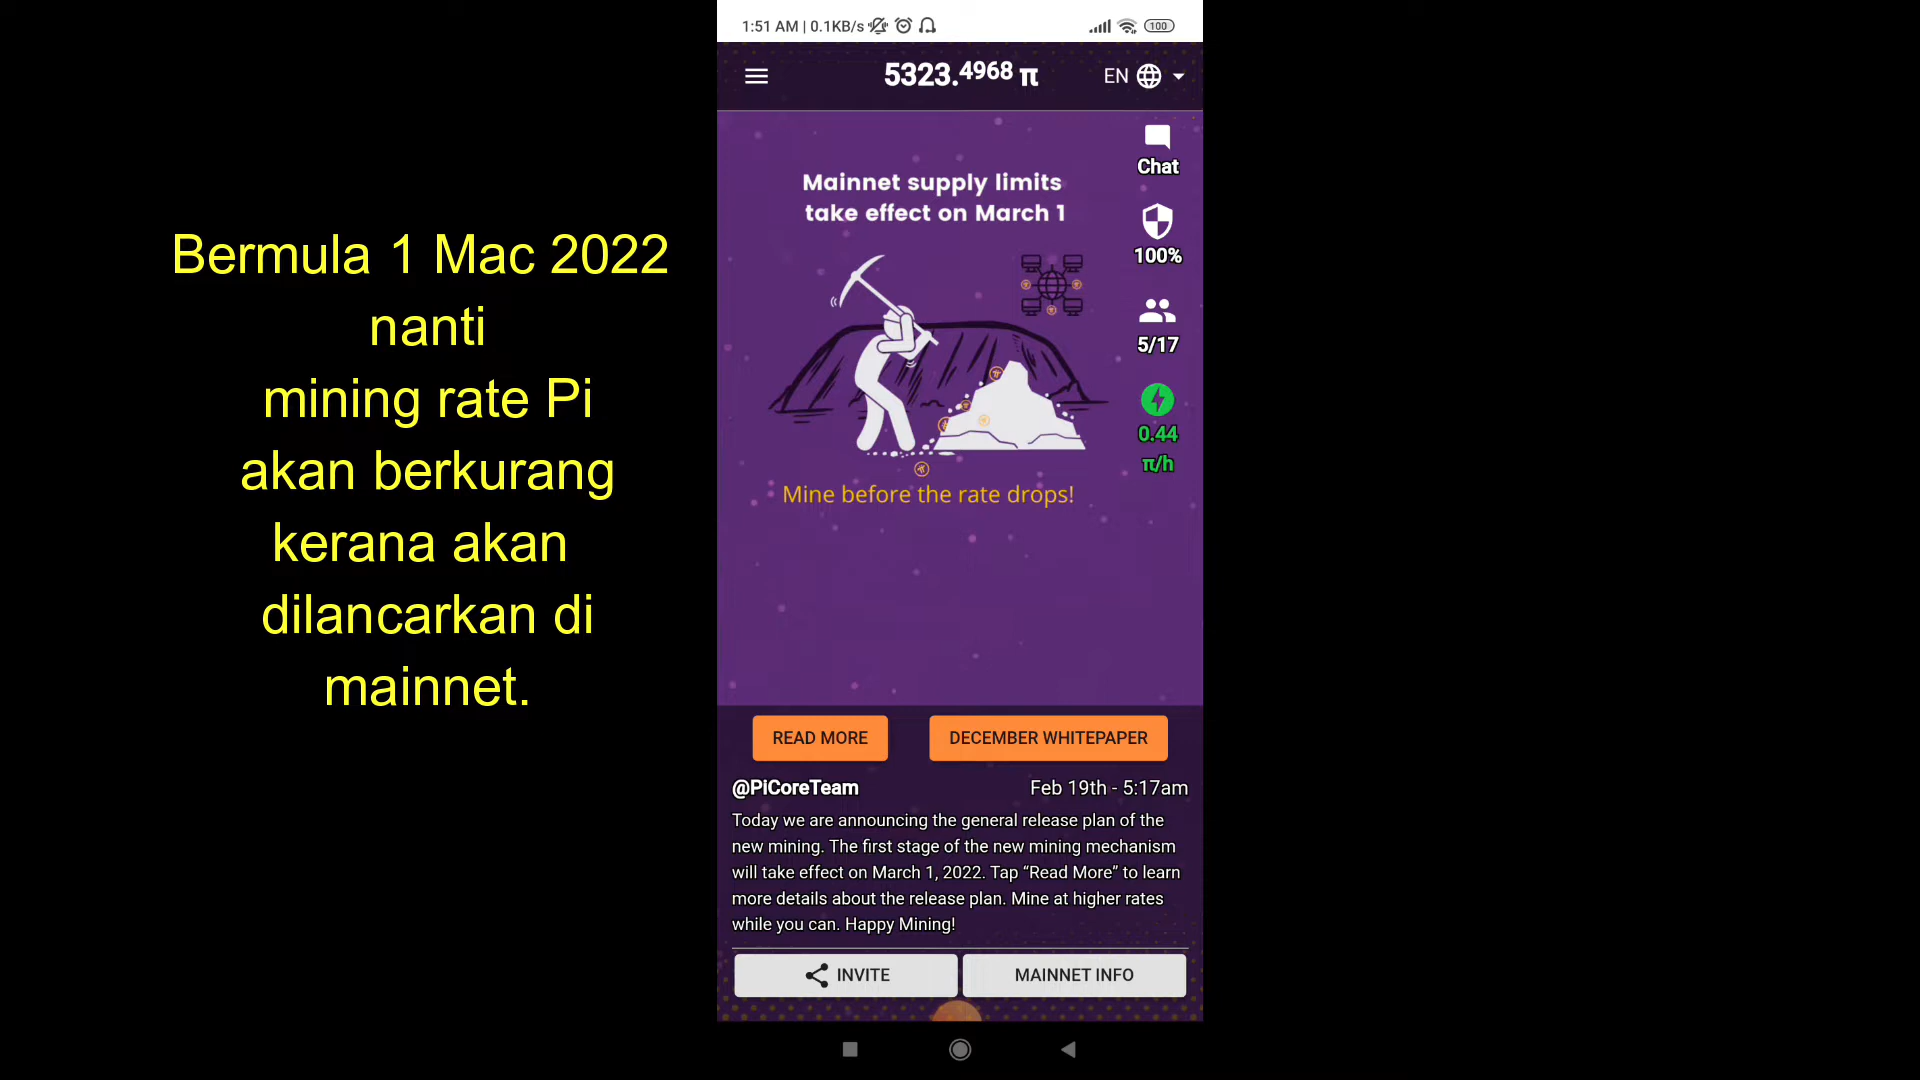 Bermula 1 Mac 2022
nanti
mining rate Pi
akan berkurang
kerana akan
dilancarkan di
mainnet.
1:51 AM | 0.1KB/s
100
5323.4968 π
EN
Chat
Mainnet supply limits
take effect on March 1
100%
5/17
0.44
π/h
Mine before the rate drops!
READ MORE
DECEMBER WHITEPAPER
@PiCoreTeam
Feb 19th - 5:17am
Today we are announcing the general release plan of the
new mining. The first stage of the new mining mechanism
will take effect on March 1, 2022. Tap “Read More” to learn
more details about the release plan. Mine at higher rates
while you can. Happy Mining!
INVITE
MAINNET INFO